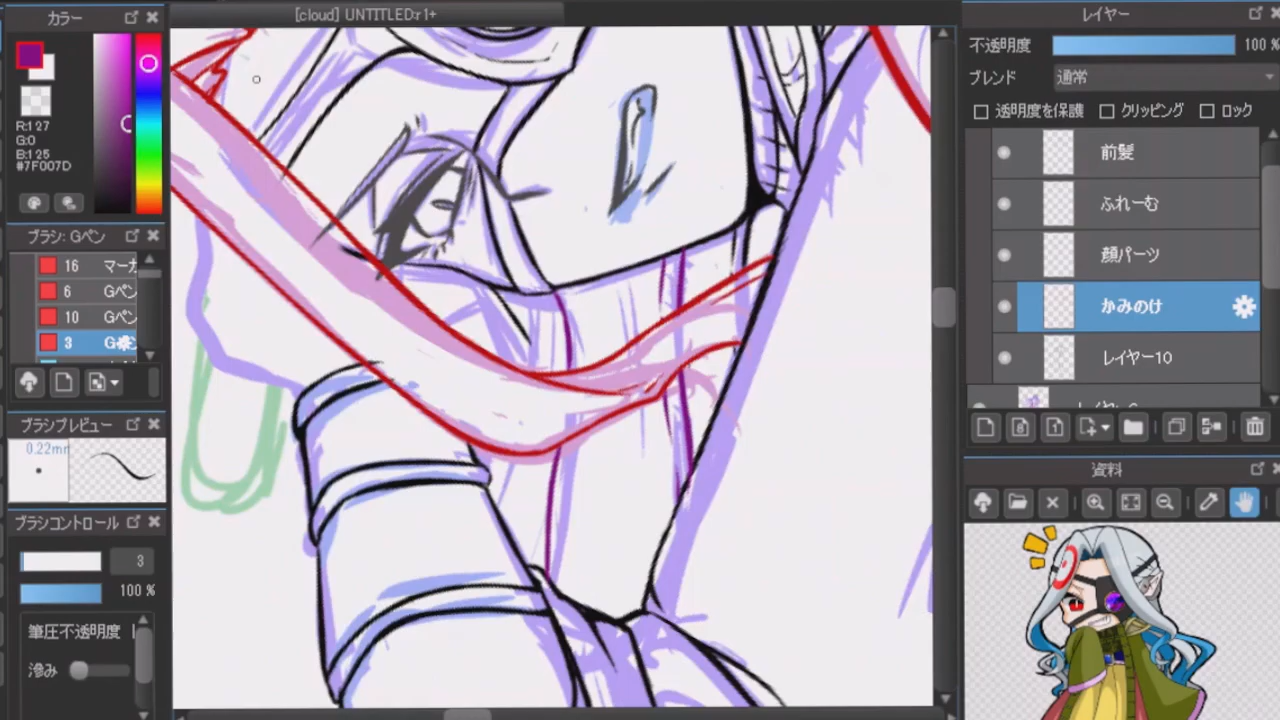 カラー
R:127
G:0
B:125
#7F007D
ブラシ: Gペン
16 マーカ
6 Gペン
10 Gペン
3
ブラシプレビュー
0.22mm
ブラシコントロール
3
100 %
筆圧不透明度
滲み
[cloud] UNTITLED:r1+
レイヤー
不透明度
100 %
ブレンド
通常
透明度を保護
クリッピング
ロック
前髪
ふれーむ
顔パーツ
かみのけ
レイヤー10
資料